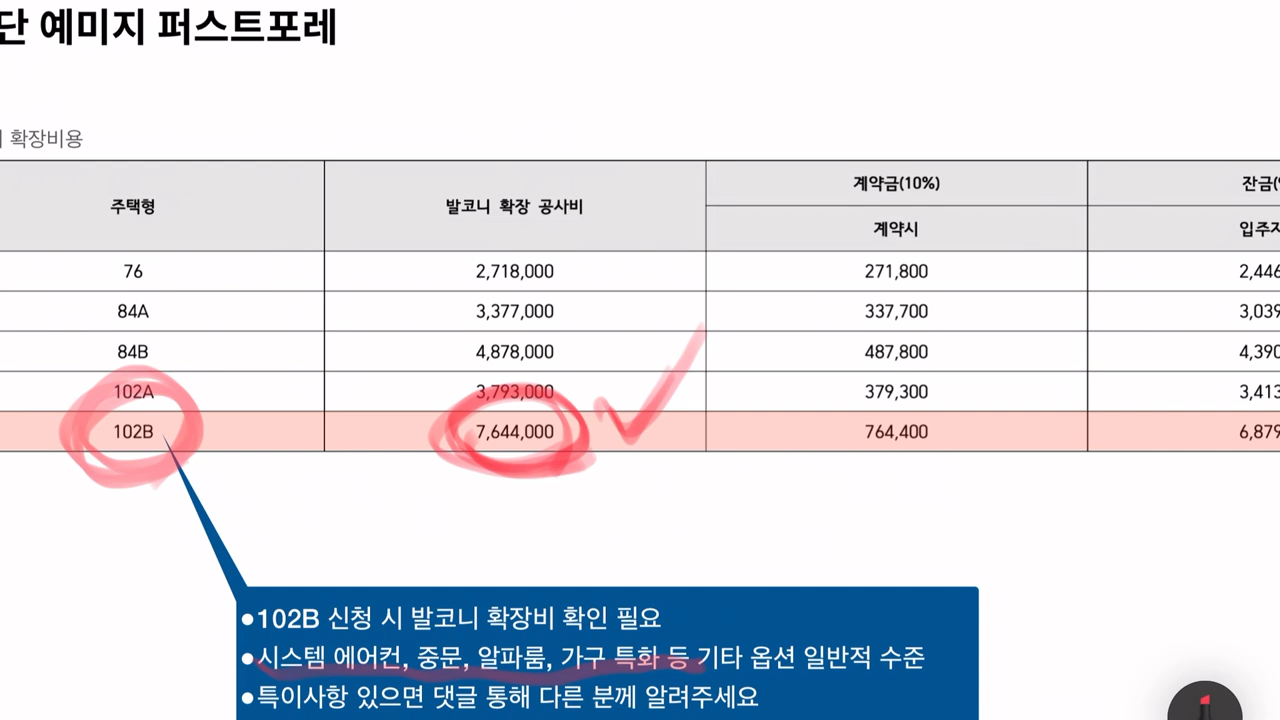 단 예미지 퍼스트포레
확장비용
주택형 발코니 확장 공사비 계약금(10%) 잔금(
계약시 입주지
76 2,718,000 271,800 2,446
84A 3,377,000 337,700 3,039
84B 4,878,000 487,800 4,390
102A 3,793,000 379,300 3,413
102B 7,644,000 764,400 6,879
●102B 신청 시 발코니 확장비 확인 필요
●시스템 에어컨, 중문, 알파룸, 가구 특화 등 기타 옵션 일반적 수준
●특이사항 있으면 댓글 통해 다른 분께 알려주세요